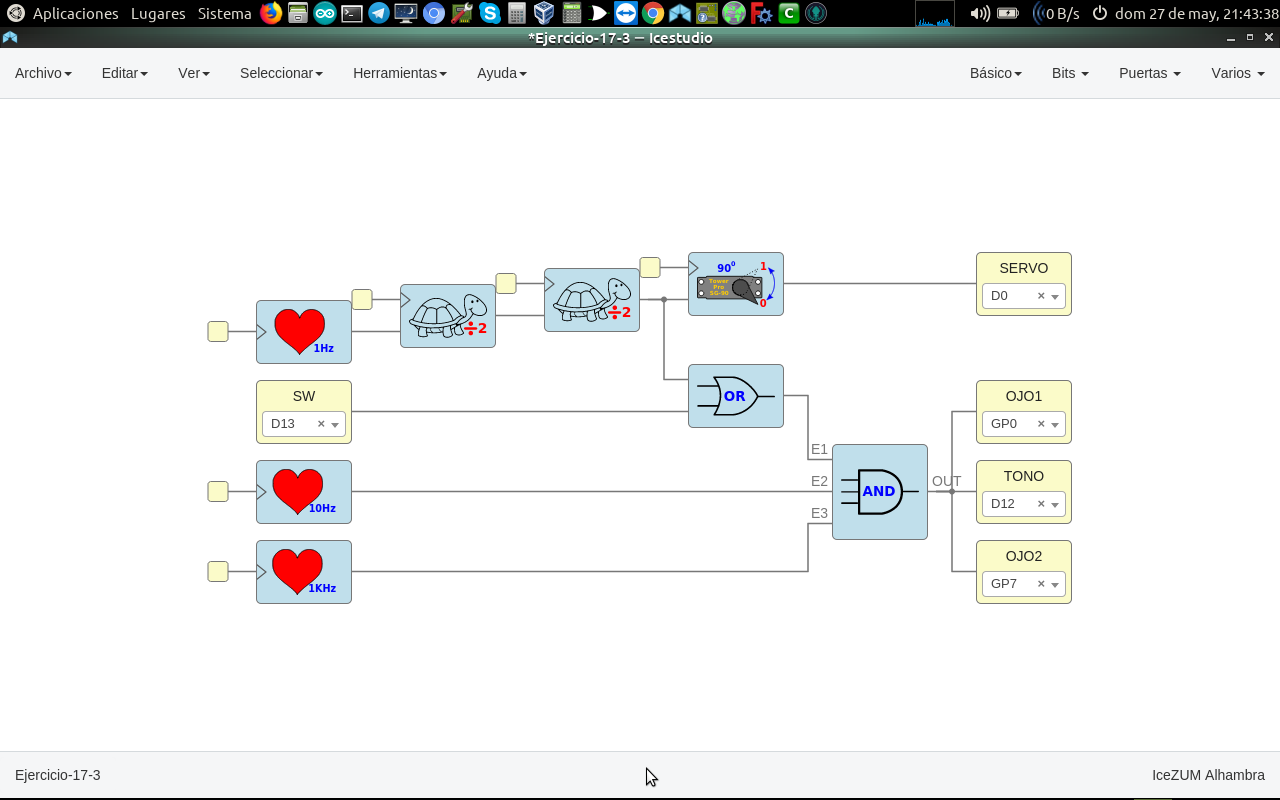 Aplicaciones Lugares Sistema 0 B/s dom 27 de may, 21:43:38
*Ejercicio-17-3 — Icestudio
Archivo Editar Ver Seleccionar Herramientas Ayuda Básico Bits Puertas Varios
90º 1
Tower
Pro
SG-90
0
÷2
÷2
1Hz
SERVO
D0
SW
D13
OR
OJO1
GP0
E1
E2
E3
AND
OUT
10Hz
TONO
D12
1KHz
OJO2
GP7
Ejercicio-17-3 IceZUM Alhambra